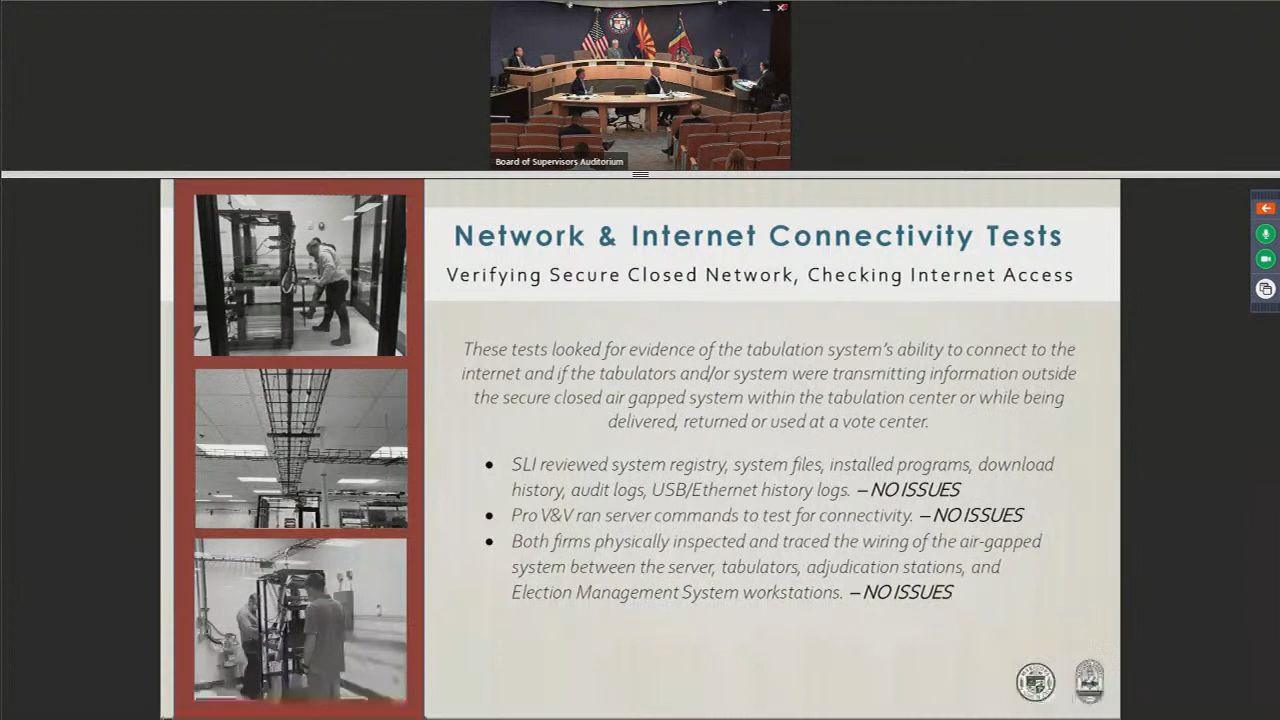 Board of Supervisors Auditorium
Network & Internet Connectivity Tests
Verifying Secure Closed Network, Checking Internet Access
These tests looked for evidence of the tabulation system's ability to connect to the
internet and if the tabulators and/or system were transmitting information outside
the secure closed air gapped system within the tabulation center or while being
delivered, returned or used at a vote center.
● SLI reviewed system registry, system files, installed programs, download
history, audit logs, USB/Ethernet history logs. – NO ISSUES
● Pro V&V ran server commands to test for connectivity. – NO ISSUES
● Both firms physically inspected and traced the wiring of the air-gapped
system between the server, tabulators, adjudication stations, and
Election Management System workstations. – NO ISSUES